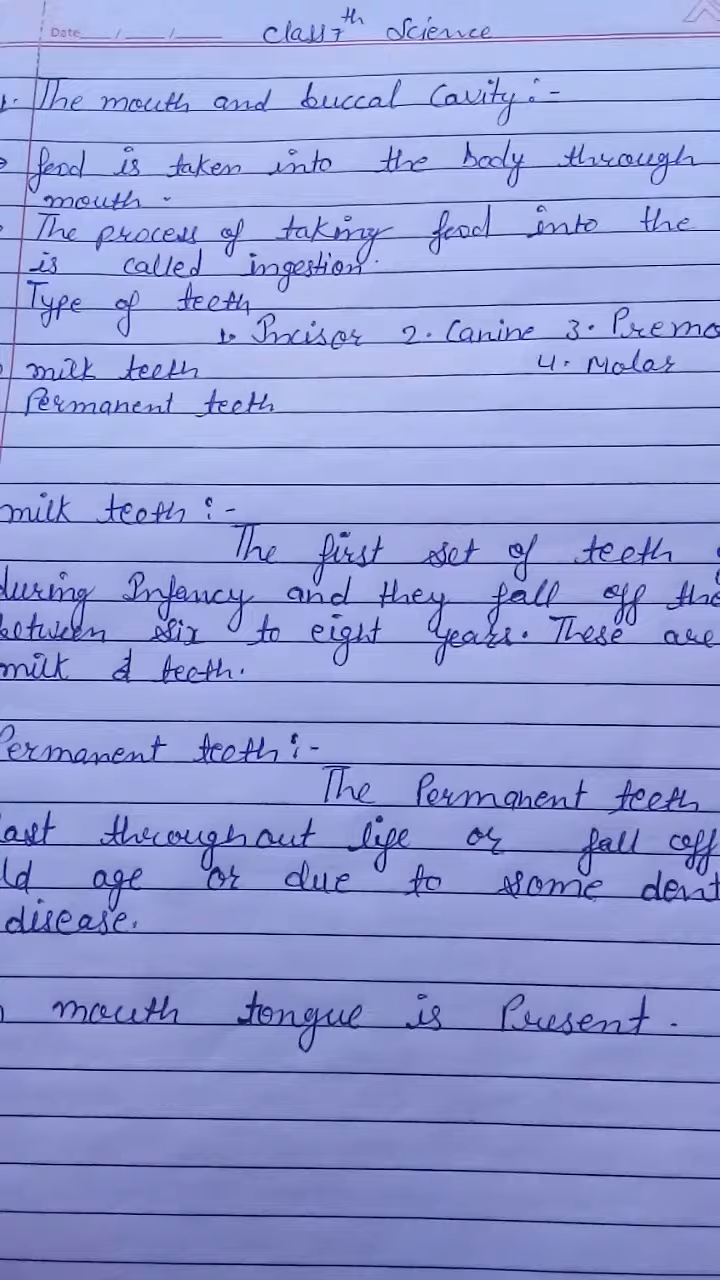 Date
Class 7th Science
1. The mouth and buccal Cavity :-
food is taken into the body through
mouth.
The process of taking food into the
is called ingestion.
Type of teeth
1. Incisor 2. Canine 3. Premo
milk teeth 4. Molar
Permanent teeth
milk teeth :-
The first set of teeth
during Infancy and they fall off the
between six to eight years. These are
milk teeth.
Permanent teeth :-
The Permanent teeth
last throughout life or fall off
ld age or due to some dent
disease.
mouth tongue is Present.